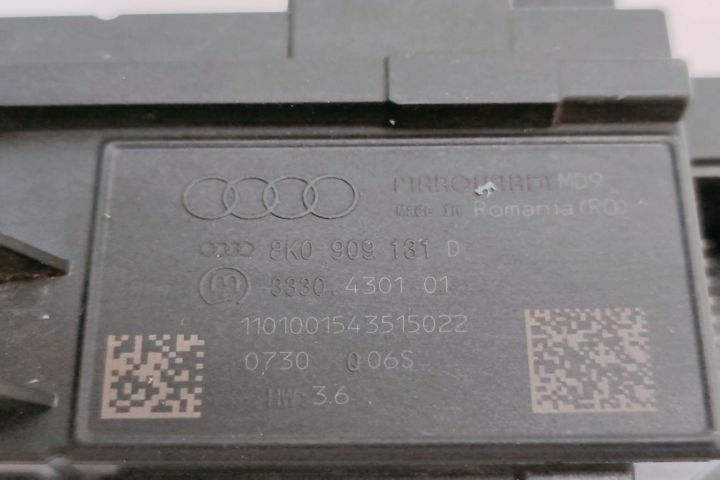 MARQUARDT MD9
Made in Romania (RO)
8K0 909 131 D
m 3330.4301 01
1101001543515022
0730 Q06S
HW: 3.6